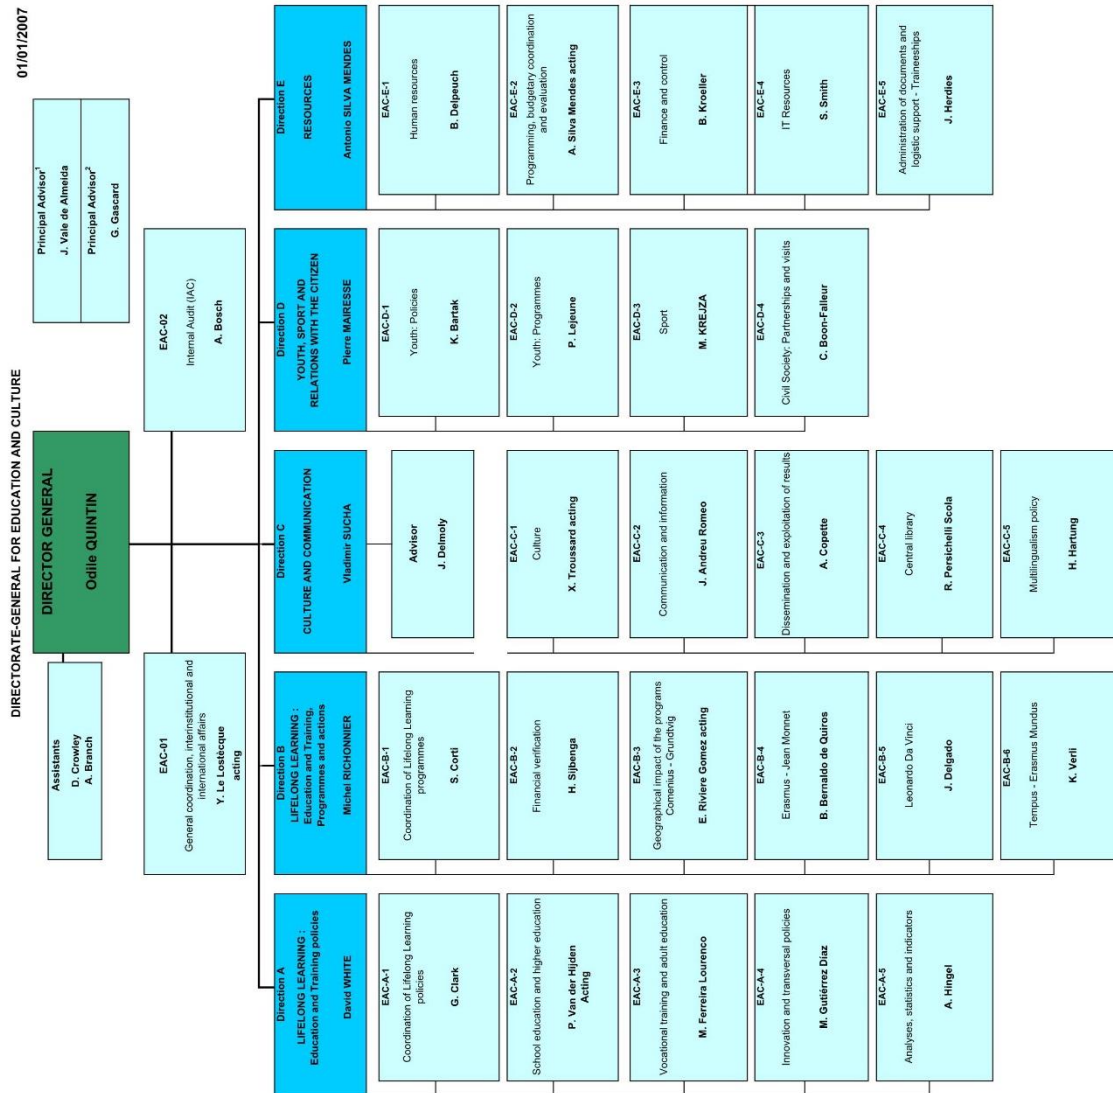 01/01/2007
DIRECTORATE-GENERAL FOR EDUCATION AND CULTURE
Assistants
D. Crowley
A. Branch
DIRECTOR GENERAL
Odile QUINTIN
Principal Advisor¹
J. Vale de Almeida
Principal Advisor²
G. Gascard
EAC-01
General coordination, interinstitutional and
international affairs
Y. Le Lostécque
acting
EAC-02
Internal Audit (IAC)
A. Bosch
Direction A
LIFELONG LEARNING :
Education and Training policies
David WHITE
EAC-A-1
Coordination of Lifelong Learning
policies
G. Clark
EAC-A-2
School education and higher education
P. Van der Hijden
Acting
EAC-A-3
Vocational training and adult education
M. Ferreira Lourenco
EAC-A-4
Innovation and transversal policies
M. Gutiérrez Díaz
EAC-A-5
Analyses, statistics and indicators
A. Hingel
Direction B
LIFELONG LEARNING :
Education and Training,
Programmes and actions
Michel RICHONNIER
EAC-B-1
Coordination of Lifelong Learning
programmes
S. Corti
EAC-B-2
Financial verification
H. Sijbenga
EAC-B-3
Geographical impact of the programs
Comenius - Grundtvig
E. Riviere Gomez acting
EAC-B-4
Erasmus - Jean Monnet
B. Bernaldo de Quiros
EAC-B-5
Leonardo Da Vinci
J. Delgado
EAC-B-6
Tempus - Erasmus Mundus
K. Verli
Direction C
CULTURE AND COMMUNICATION
Vladimir SUCHA
Advisor
J. Delmoly
EAC-C-1
Culture
X. Troussard acting
EAC-C-2
Communication and information
J. Andreu Romeo
EAC-C-3
Dissemination and exploitation of results
A. Copette
EAC-C-4
Central library
R. Persichelli Scola
EAC-C-5
Multilingualism policy
H. Hartung
Direction D
YOUTH, SPORT AND
RELATIONS WITH THE CITIZEN
Pierre MAIRESSE
EAC-D-1
Youth: Policies
K. Bartak
EAC-D-2
Youth: Programmes
P. Lejeune
EAC-D-3
Sport
M. KREJZA
EAC-D-4
Civil Society: Partnerships and visits
C. Boon-Falleur
Direction E
RESOURCES
Antonio SILVA MENDES
EAC-E-1
Human resources
B. Delpeuch
EAC-E-2
Programming, budgetary coordination
and evaluation
A. Silva Mendes acting
EAC-E-3
Finance and control
B. Kroeller
EAC-E-4
IT Resources
S. Smith
EAC-E-5
Administration of documents and
logistic support - Traineeships
J. Herdies